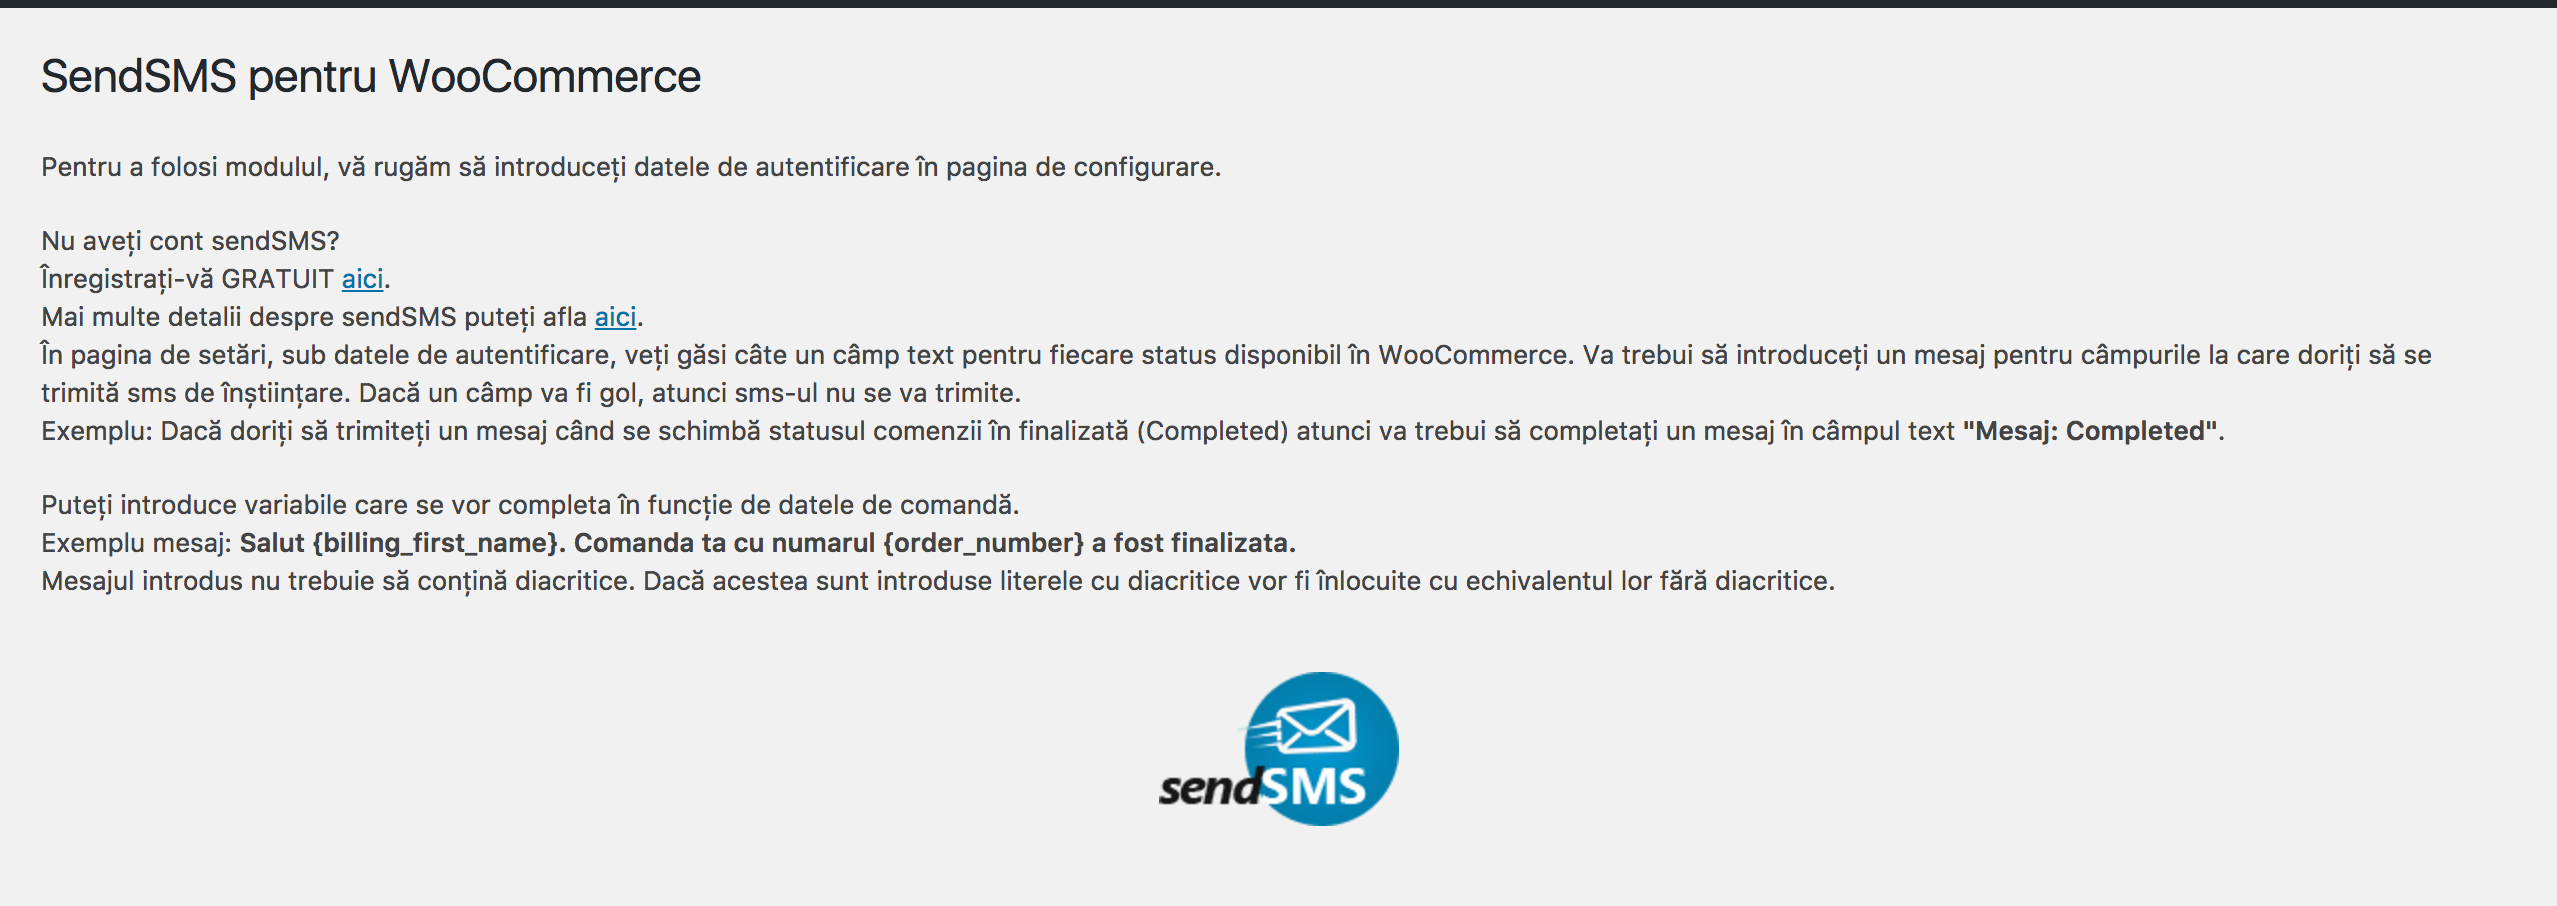 SendSMS pentru WooCommerce
Pentru a folosi modulul, vă rugăm să introduceți datele de autentificare în pagina de configurare.
Nu aveți cont sendSMS?
Înregistrați-vă GRATUIT aici.
Mai multe detalii despre sendSMS puteți afla aici.
În pagina de setări, sub datele de autentificare, veți găsi câte un câmp text pentru fiecare status disponibil în WooCommerce. Va trebui să introduceți un mesaj pentru câmpurile la care doriți să se
trimită sms de înștiințare. Dacă un câmp va fi gol, atunci sms-ul nu se va trimite.
Exemplu: Dacă doriți să trimiteți un mesaj când se schimbă statusul comenzii în finalizată (Completed) atunci va trebui să completați un mesaj în câmpul text "Mesaj: Completed".
Puteți introduce variabile care se vor completa în funcție de datele de comandă.
Exemplu mesaj: Salut {billing_first_name}. Comanda ta cu numarul {order_number} a fost finalizata.
Mesajul introdus nu trebuie să conțină diacritice. Dacă acestea sunt introduse literele cu diacritice vor fi înlocuite cu echivalentul lor fără diacritice.
sendSMS